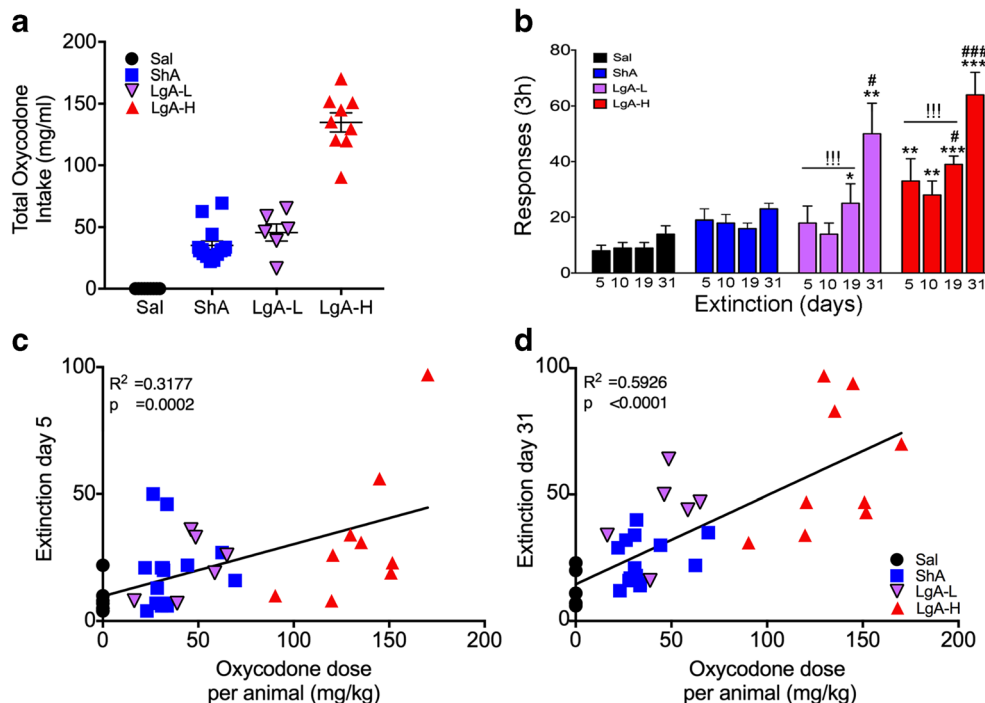 a
200
150
100
50
0
Total Oxycodone
Intake (mg/ml)
Sal
ShA
LgA-L
LgA-H
Sal ShA LgA-L LgA-H
b
80
60
40
20
0
Responses (3h)
Sal
ShA
LgA-L
LgA-H
!!!
*
#
**
!!!
**
**
#
***
###
***
5 10 19 31 5 10 19 31 5 10 19 31 5 10 19 31
Extinction (days)
c
100
50
0
Extinction day 5
R2 =0.3177
p =0.0002
0 50 100 150 200
Oxycodone dose
per animal (mg/kg)
d
100
50
0
Extinction day 31
R2 =0.5926
p <0.0001
Sal
ShA
LgA-L
LgA-H
0 50 100 150 200
Oxycodone dose
per animal (mg/kg)